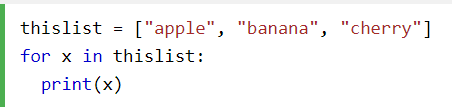 thislist = ["apple", "banana", "cherry"]
for x in thislist:
  print(x)